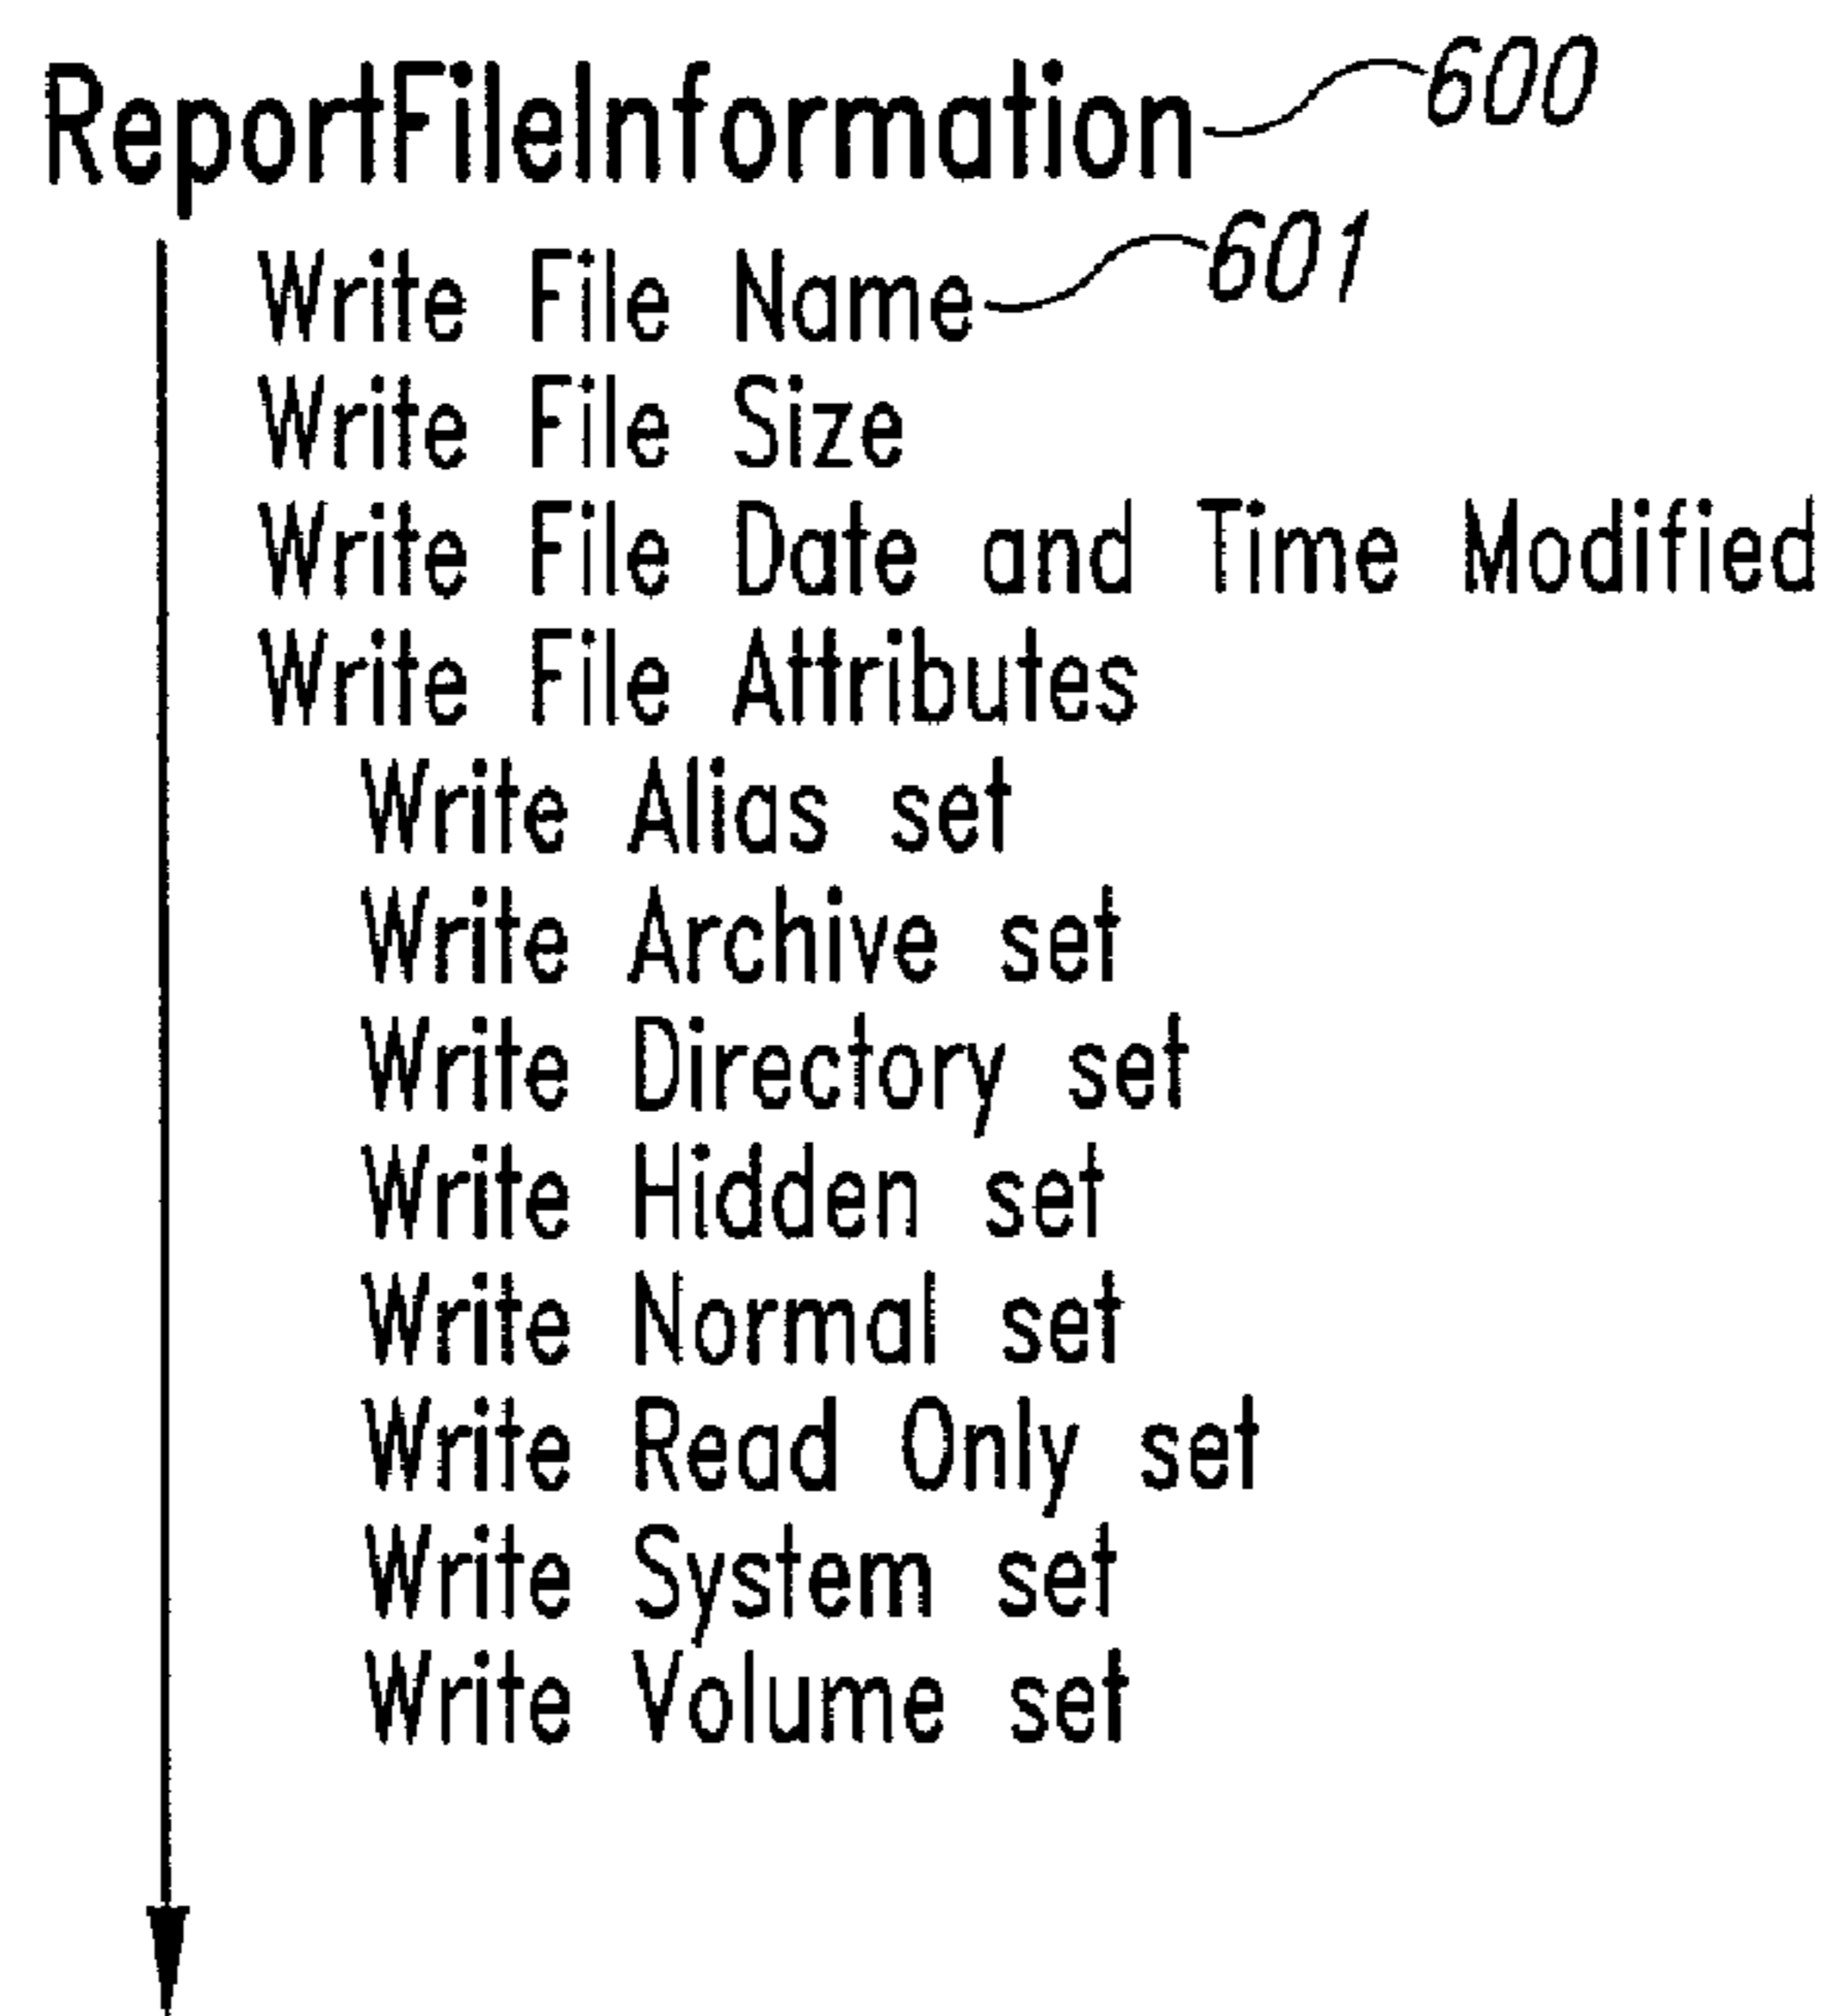 ReportFileInformation 600
Write File Name 601
Write File Size
Write File Date and Time Modified
Write File Attributes
Write Alias set
Write Archive set
Write Directory set
Write Hidden set
Write Normal set
Write Read Only set
Write System set
Write Volume set